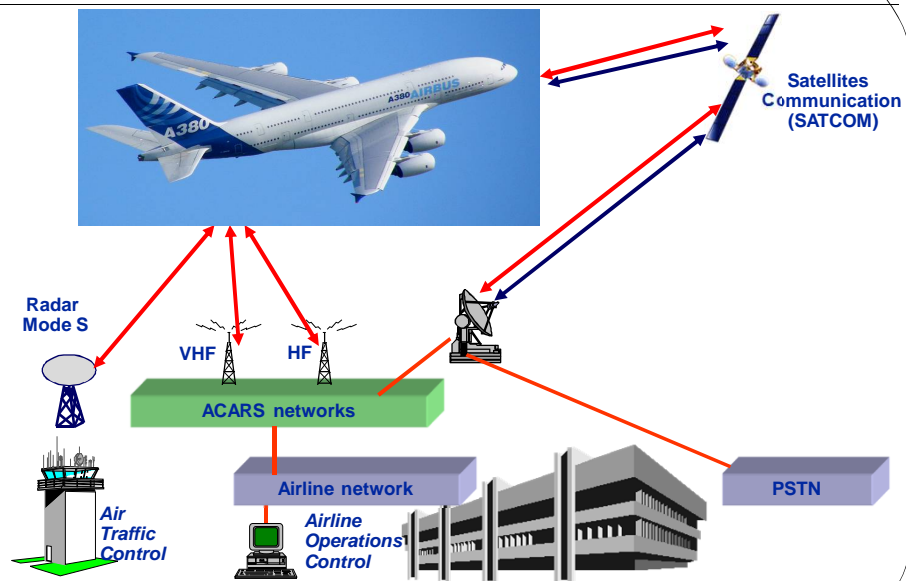 A380 AIRBUS
A380
Satellites
Communication
(SATCOM)
Radar
Mode S
VHF
HF
ACARS networks
Airline network
PSTN
Air
Traffic
Control
Airline
Operations
Control